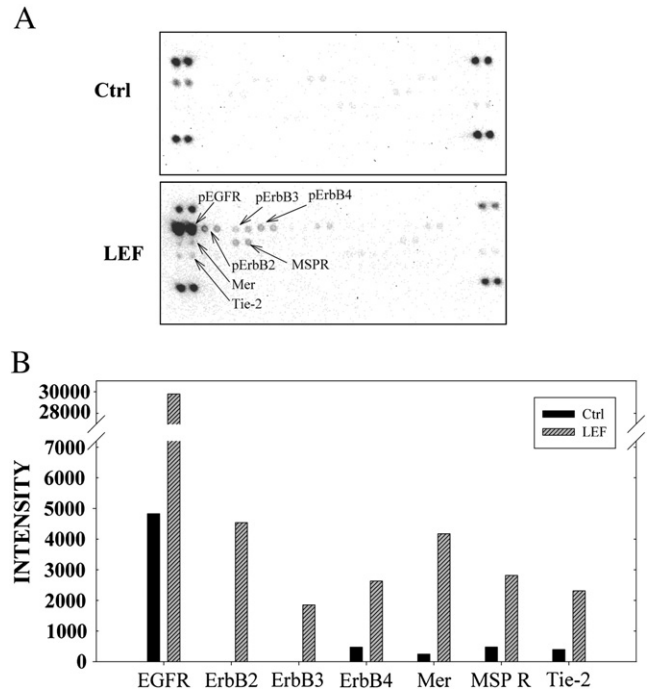 A
Ctrl
LEF
pEGFR
pErbB3
pErbB4
pErbB2
MSPR
Mer
Tie-2
B
INTENSITY
30000
28000
7000
6000
5000
4000
3000
2000
1000
0
Ctrl
LEF
EGFR ErbB2 ErbB3 ErbB4 Mer MSP R Tie-2